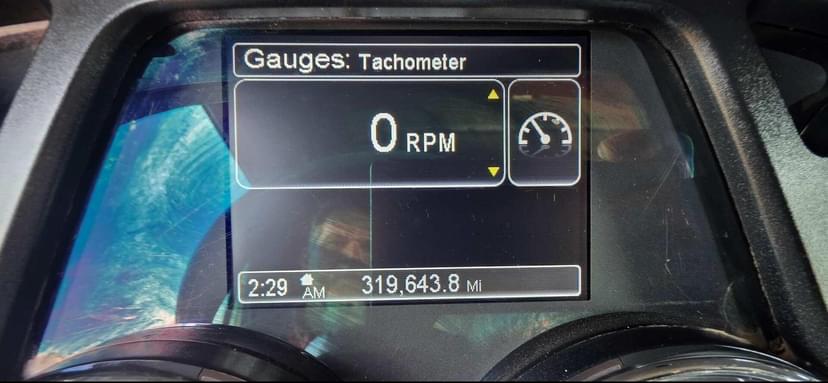 Gauges: Tachometer
0 RPM
2:29 AM 319,643.8 Mi